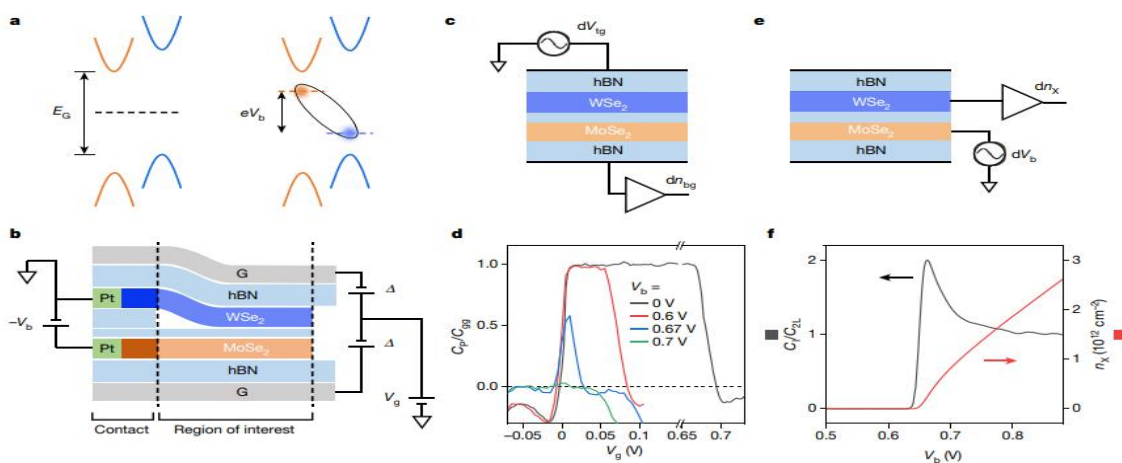 a
E_G
eV_b
b
Pt
Pt
G
hBN
WSe₂
MoSe₂
hBN
G
–V_b
Δ
Δ
V_g
Contact
Region of interest
c
dV_tg
hBN
WSe₂
MoSe₂
hBN
dn_bg
d
C_P/C_gg
1.0
0.5
0.0
V_b =
0 V
0.6 V
0.67 V
0.7 V
-0.05 0 0.05 0.1 0.65 0.7
V_g (V)
e
hBN
WSe₂
MoSe₂
hBN
dn_X
dV_b
f
C_I/C_2L
2
1
0
3
2
1
0
n_X (10¹² cm⁻²)
0.5 0.6 0.7 0.8
V_b (V)